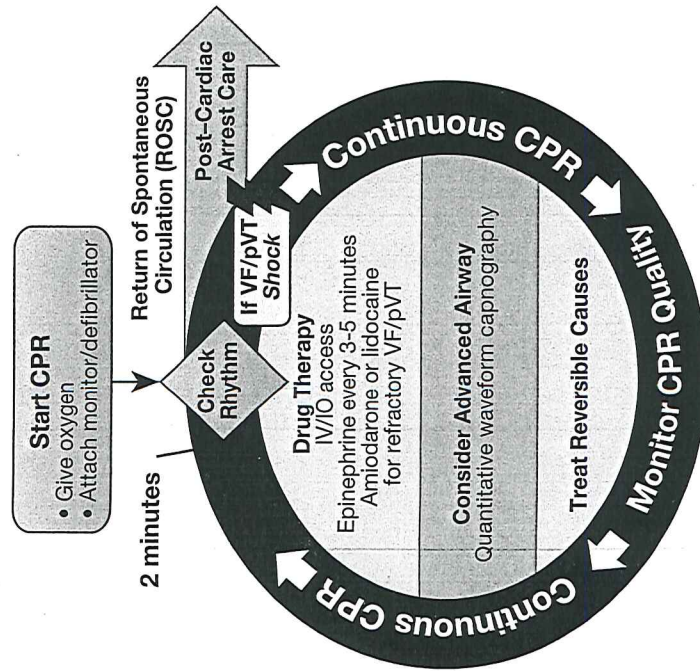 Start CPR
• Give oxygen
• Attach monitor/defibrillator
2 minutes
Return of Spontaneous
Circulation (ROSC)
Check
Rhythm
Post–Cardiac
Arrest Care
If VF/pVT
Shock
Drug Therapy
IV/IO access
Epinephrine every 3-5 minutes
Amiodarone or lidocaine
for refractory VF/pVT
Consider Advanced Airway
Quantitative waveform capnography
Treat Reversible Causes
Continuous CPR
Monitor CPR Quality
Continuous CPR